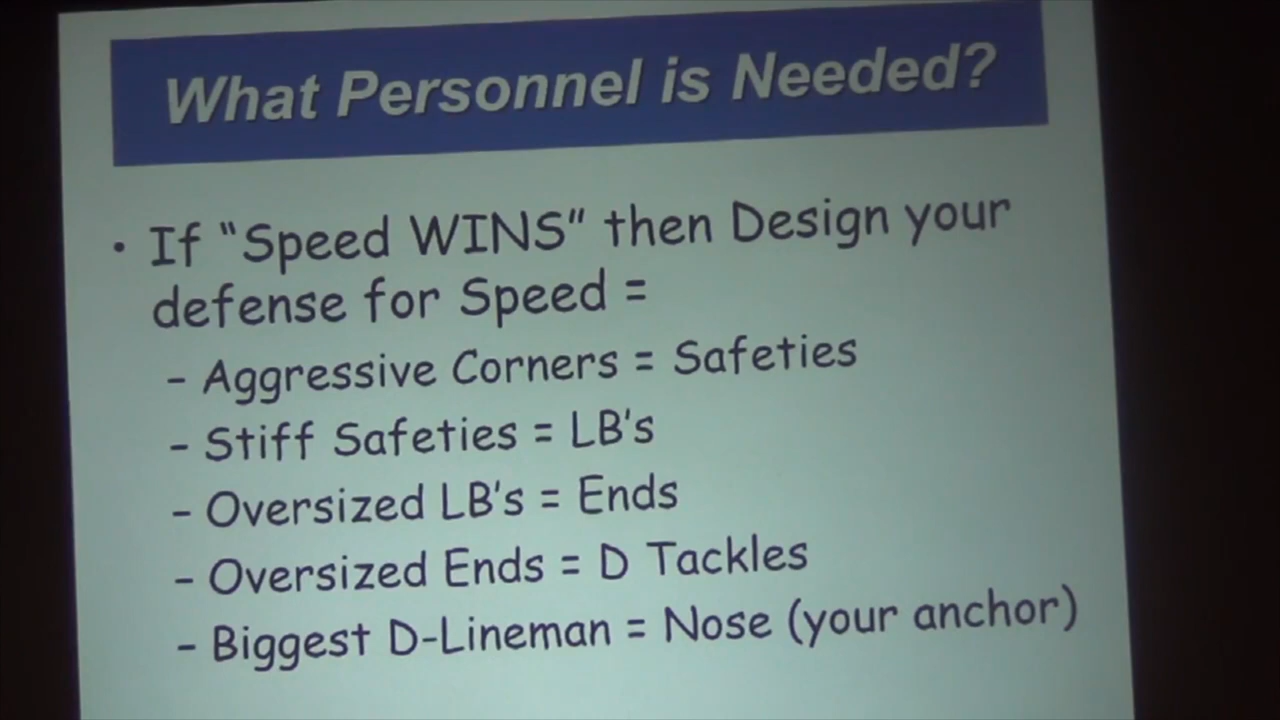 What Personnel is Needed?
• If “Speed WINS” then Design your
defense for Speed =
– Aggressive Corners = Safeties
– Stiff Safeties = LB's
– Oversized LB's = Ends
– Oversized Ends = D Tackles
– Biggest D-Lineman = Nose (your anchor)